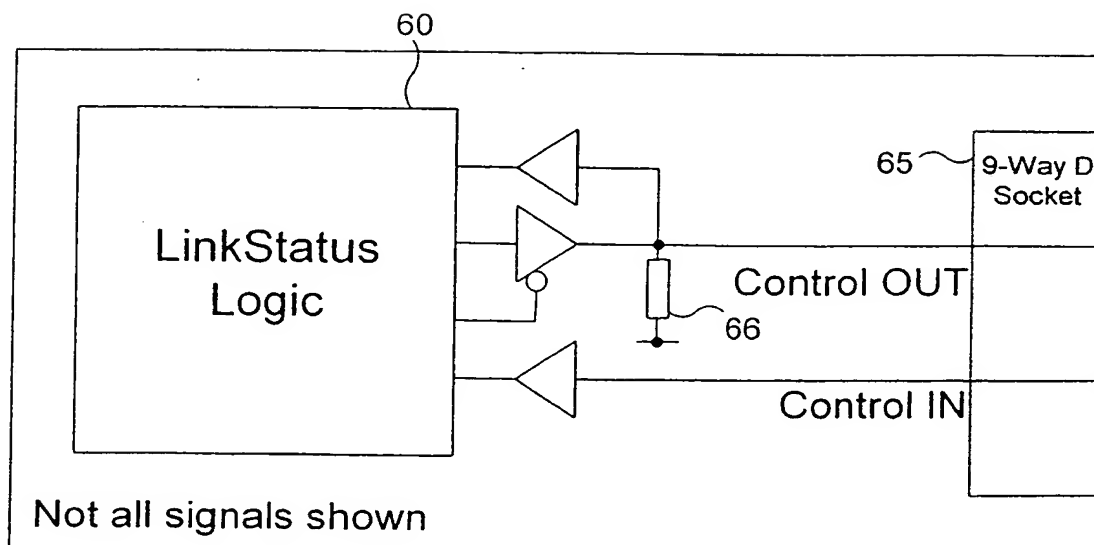 60
65
9-Way D
Socket
LinkStatus
Logic
Control OUT
66
Control IN
Not all signals shown